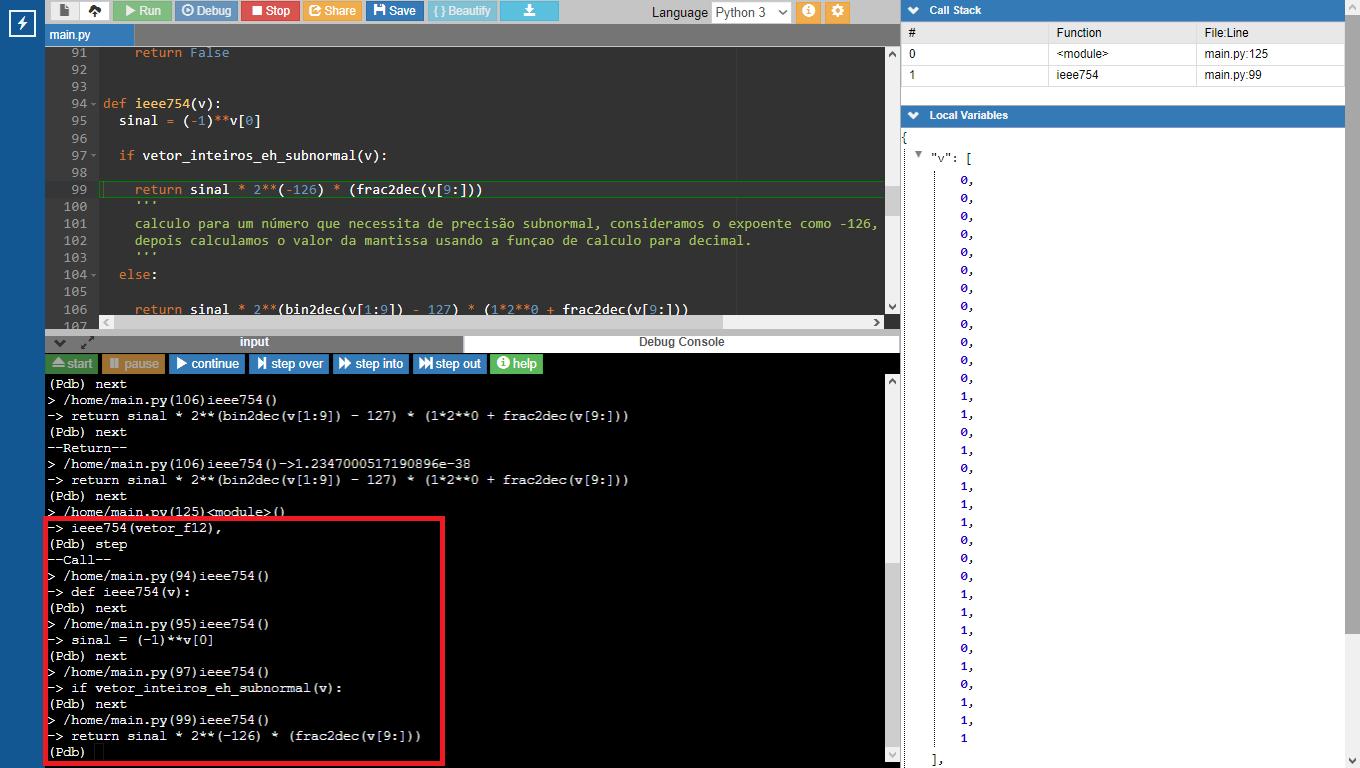 Run Debug Stop Share Save { } Beautify Language Python 3
main.py
91 return False
92
93
94 def ieee754(v):
95 sinal = (-1)**v[0]
96
97 if vetor_inteiros_eh_subnormal(v):
98
99 return sinal * 2**(-126) * (frac2dec(v[9:]))
100 '''
101 calculo para um número que necessita de precisão subnormal, consideramos o expoente como -126,
102 depois calculamos o valor da mantissa usando a funçao de calculo para decimal.
103 '''
104 else:
105
106 return sinal * 2**(bin2dec(v[1:9]) - 127) * (1*2**0 + frac2dec(v[9:]))
107
input Debug Console
start pause continue step over step into step out help
(Pdb) next
> /home/main.py(106)ieee754()
-> return sinal * 2**(bin2dec(v[1:9]) - 127) * (1*2**0 + frac2dec(v[9:]))
(Pdb) next
--Return--
> /home/main.py(106)ieee754()->1.2347000517190896e-38
-> return sinal * 2**(bin2dec(v[1:9]) - 127) * (1*2**0 + frac2dec(v[9:]))
(Pdb) next
> /home/main.py(125)<module>()
-> ieee754(vetor_f12),
(Pdb) step
--Call--
> /home/main.py(94)ieee754()
-> def ieee754(v):
(Pdb) next
> /home/main.py(95)ieee754()
-> sinal = (-1)**v[0]
(Pdb) next
> /home/main.py(97)ieee754()
-> if vetor_inteiros_eh_subnormal(v):
(Pdb) next
> /home/main.py(99)ieee754()
-> return sinal * 2**(-126) * (frac2dec(v[9:]))
(Pdb)
Call Stack
# Function File:Line
0 <module> main.py:125
1 ieee754 main.py:99
Local Variables
{
"v": [
0,
0,
0,
0,
0,
0,
0,
0,
0,
0,
0,
0,
1,
1,
0,
1,
0,
1,
1,
1,
0,
0,
0,
1,
1,
1,
0,
1,
0,
1,
1,
1
],